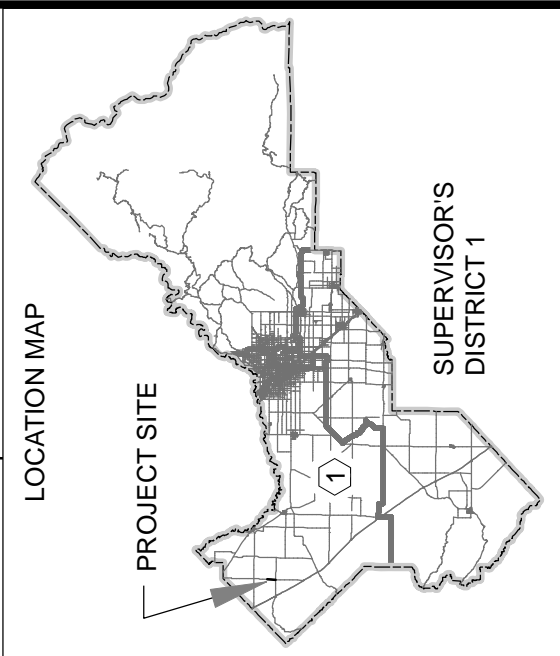 LOCATION MAP
PROJECT SITE
1
SUPERVISOR'S
DISTRICT 1